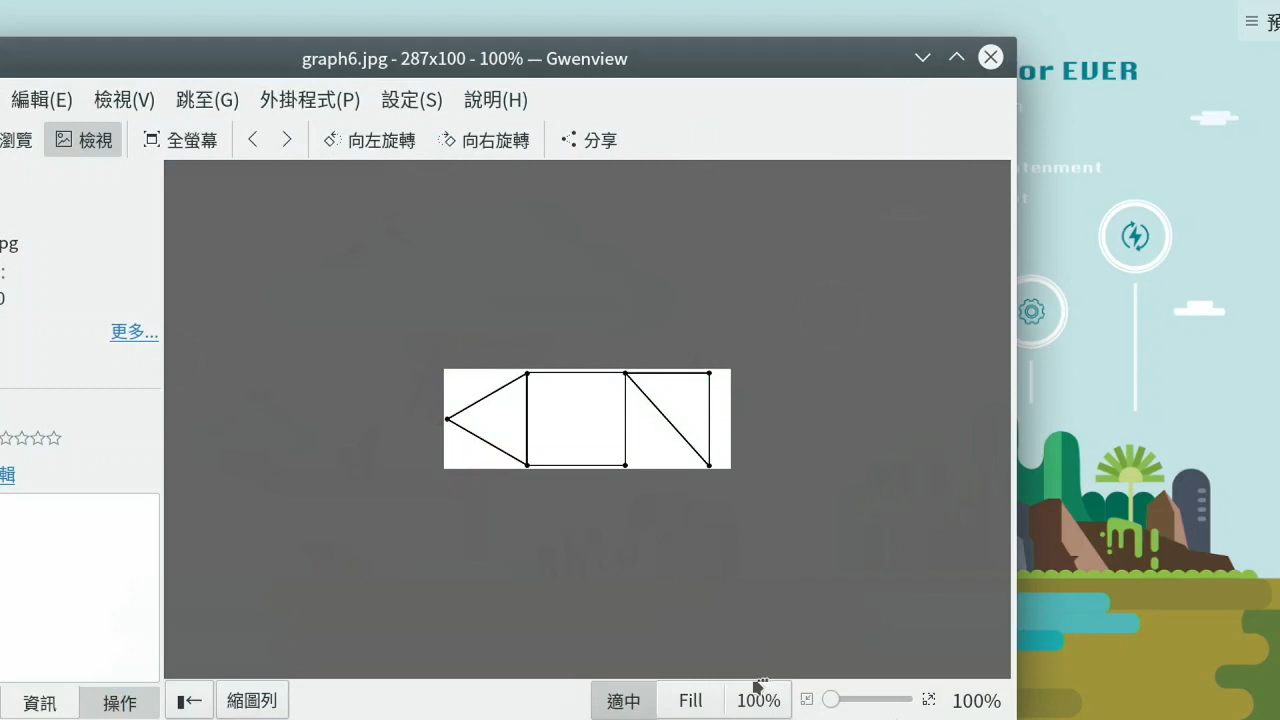 預
graph6.jpg - 287x100 - 100% — Gwenview
or EVER
編輯(E) 檢視(V) 跳至(G) 外掛程式(P) 設定(S) 說明(H)
瀏覽 檢視 全螢幕 向左旋轉 向右旋轉 分享
tenment
pg
:
0
更多...
輯
資訊 操作 縮圖列 適中 Fill 100% 100%